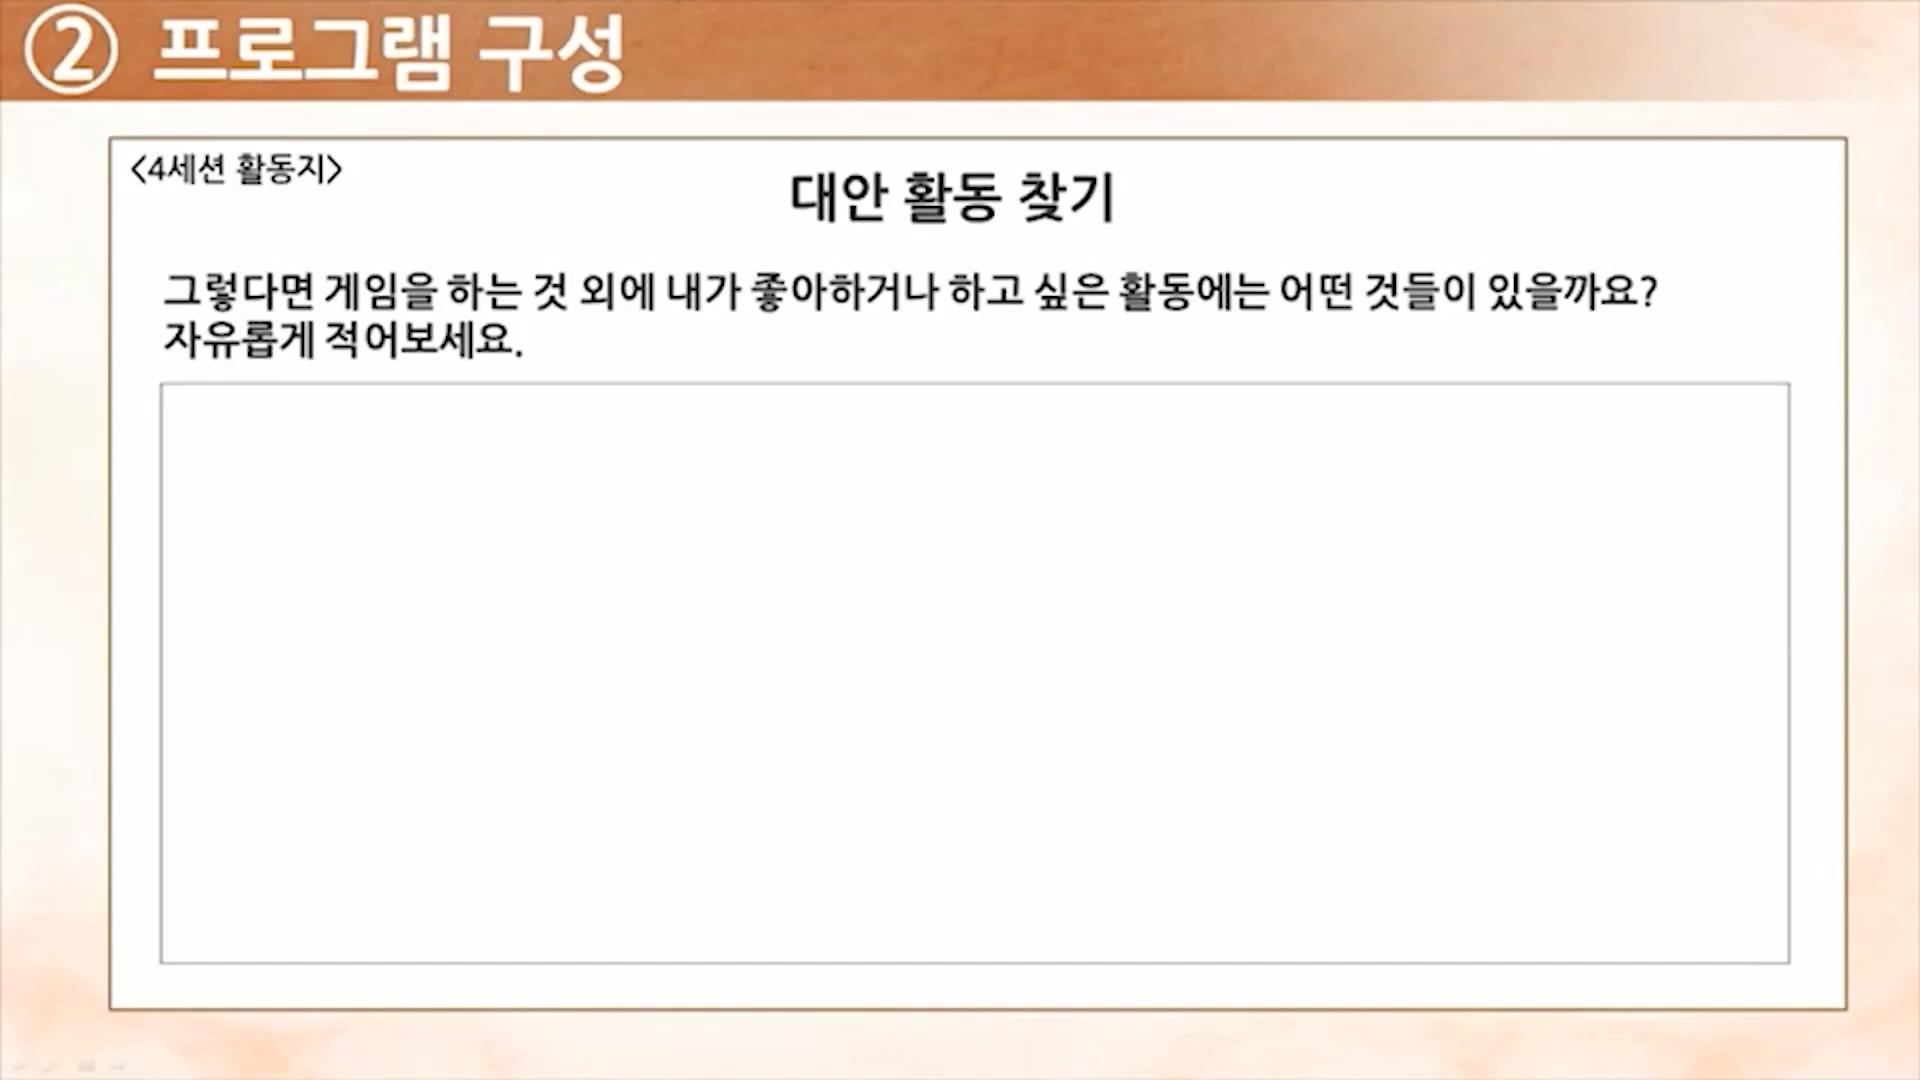 ② 프로그램 구성
<4세션 활동지>
대안 활동 찾기
그렇다면 게임을 하는 것 외에 내가 좋아하거나 하고 싶은 활동에는 어떤 것들이 있을까요?
자유롭게 적어보세요.